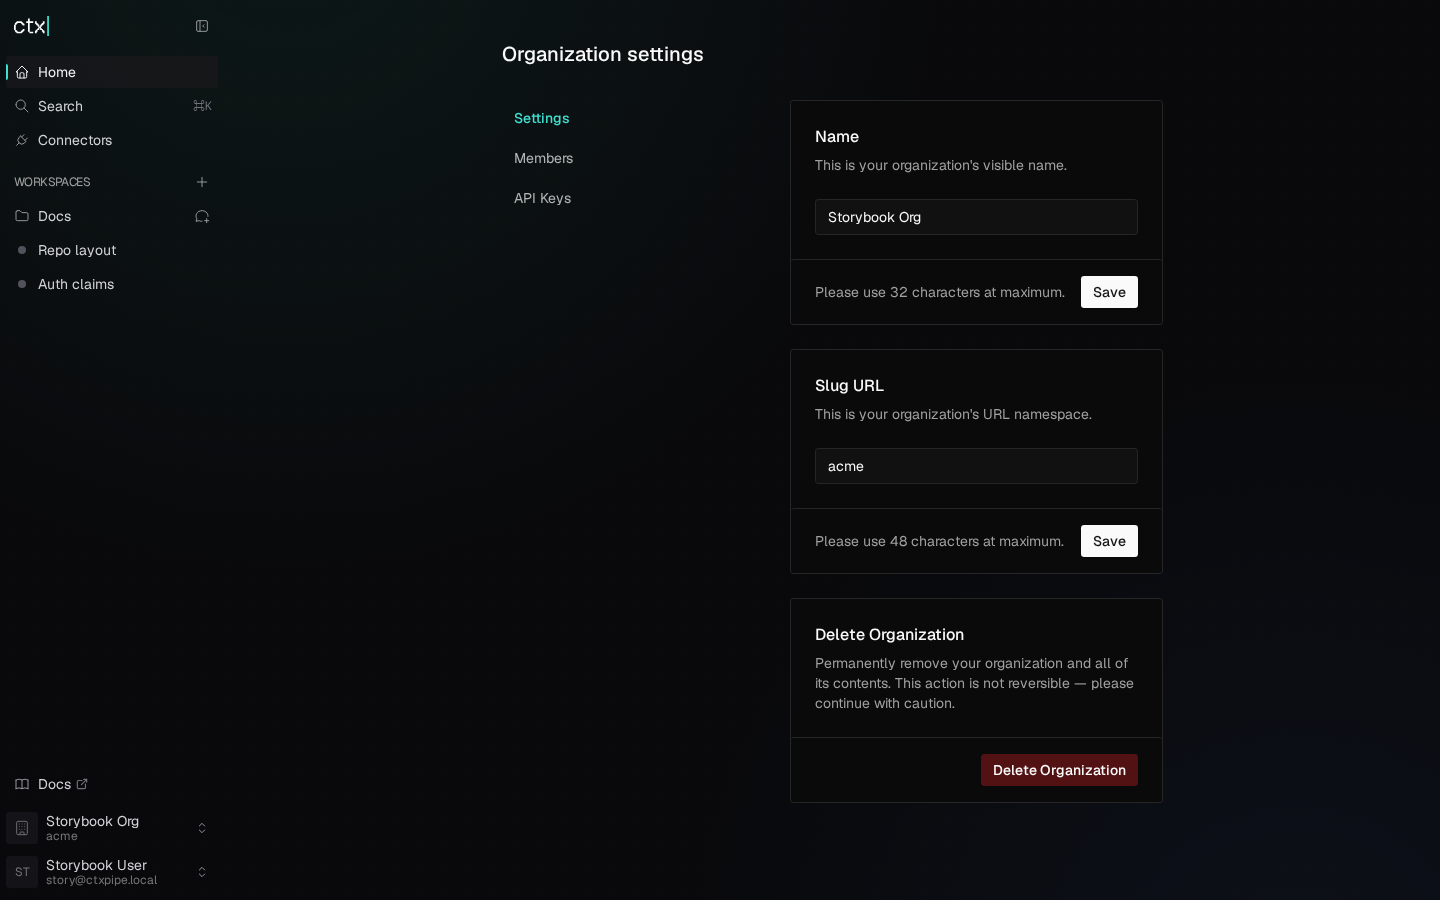 ctx
Home
Search ⌘K
Connectors
WORKSPACES
Docs
Repo layout
Auth claims
Docs
Storybook Org
acme
ST
Storybook User
story@ctxpipe.local
Organization settings
Settings
Members
API Keys
Name
This is your organization's visible name.
Storybook Org
Please use 32 characters at maximum.
Save
Slug URL
This is your organization's URL namespace.
acme
Please use 48 characters at maximum.
Save
Delete Organization
Permanently remove your organization and all of
its contents. This action is not reversible — please
continue with caution.
Delete Organization